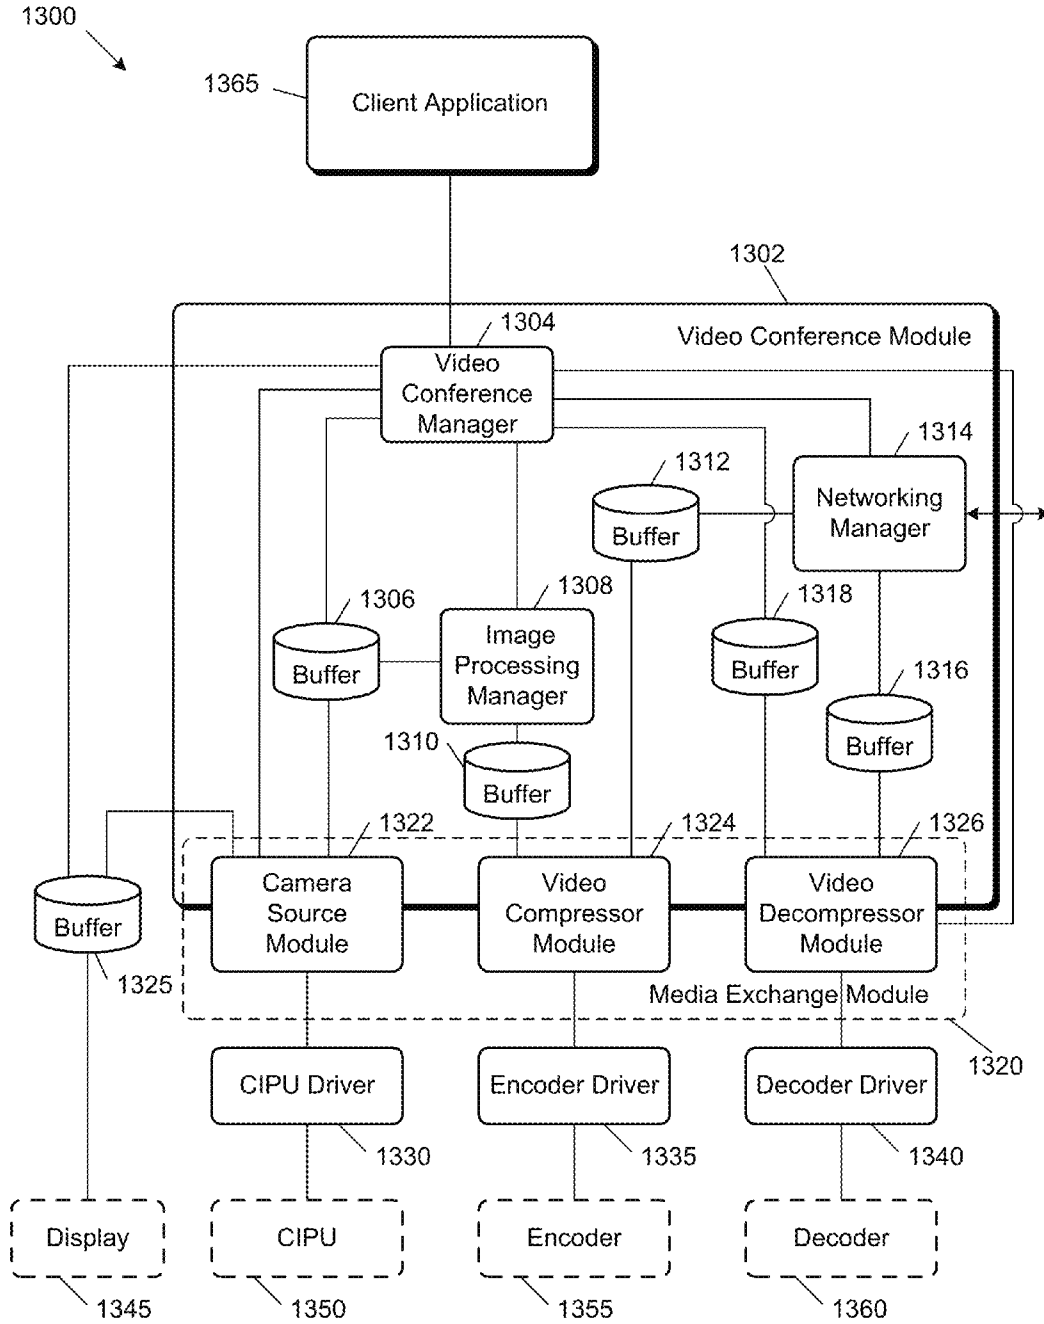 1300
1365
Client Application
1302
1304
Video Conference Module
Video
Conference
Manager
1314
1312
Networking
Manager
Buffer
1306
1308
1318
Image
Processing
Manager
Buffer
Buffer
1316
1310
Buffer
Buffer
1322
1324
1326
Camera
Source
Module
Video
Compressor
Module
Video
Decompressor
Module
Buffer
1325
Media Exchange Module
1320
CIPU Driver
Encoder Driver
Decoder Driver
1330
1335
1340
Display
CIPU
Encoder
Decoder
1345
1350
1355
1360